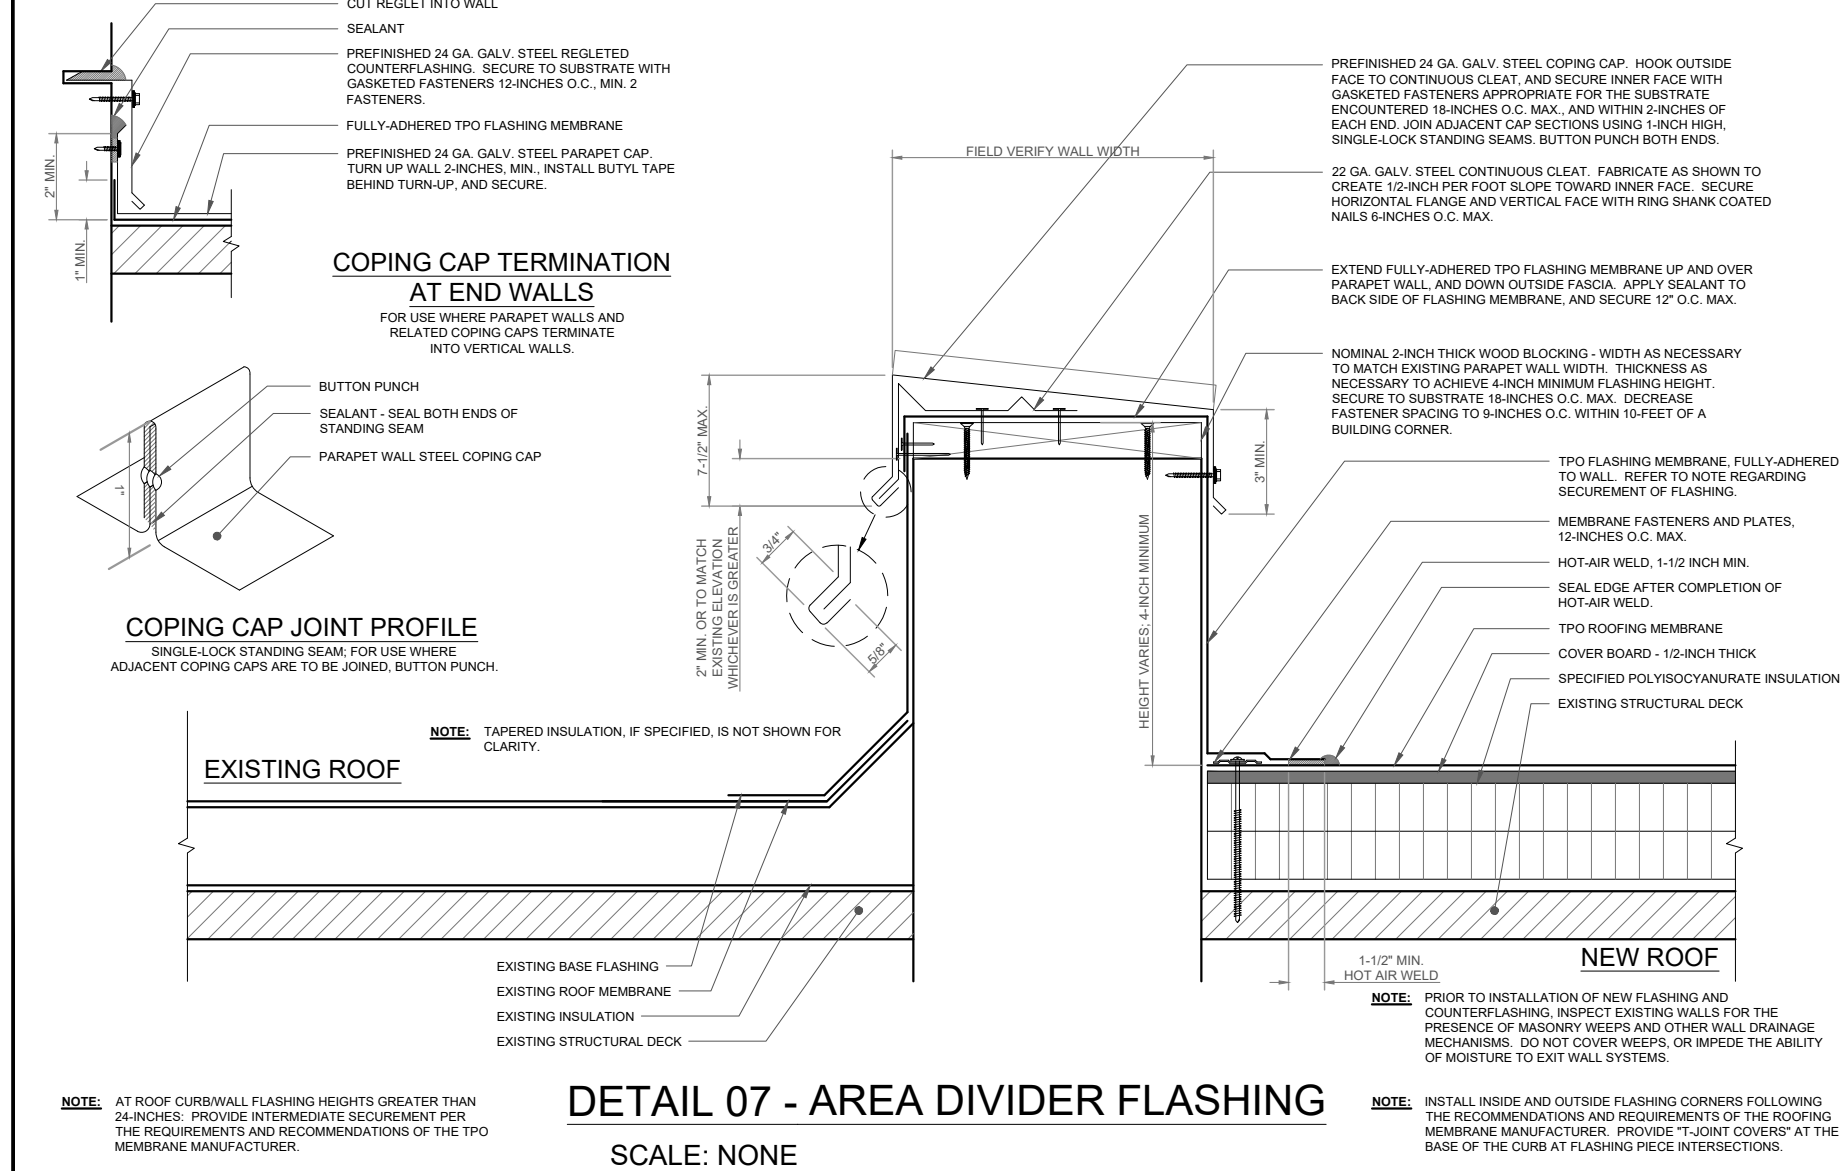 CUT REGLET INTO WALL
SEALANT
PREFINISHED 24 GA. GALV. STEEL REGLETED
COUNTERFLASHING. SECURE TO SUBSTRATE WITH
GASKETED FASTENERS 12-INCHES O.C., MIN. 2
FASTENERS.
FULLY-ADHERED TPO FLASHING MEMBRANE
PREFINISHED 24 GA. GALV. STEEL PARAPET CAP.
TURN UP WALL 2-INCHES, MIN., INSTALL BUTYL TAPE
BEHIND TURN-UP, AND SECURE.
2" MIN.
1" MIN.
COPING CAP TERMINATION
AT END WALLS
FOR USE WHERE PARAPET WALLS AND
RELATED COPING CAPS TERMINATE
INTO VERTICAL WALLS.
BUTTON PUNCH
SEALANT - SEAL BOTH ENDS OF
STANDING SEAM
PARAPET WALL STEEL COPING CAP
1"
COPING CAP JOINT PROFILE
SINGLE-LOCK STANDING SEAM; FOR USE WHERE
ADJACENT COPING CAPS ARE TO BE JOINED, BUTTON PUNCH.
FIELD VERIFY WALL WIDTH
PREFINISHED 24 GA. GALV. STEEL COPING CAP. HOOK OUTSIDE
FACE TO CONTINUOUS CLEAT, AND SECURE INNER FACE WITH
GASKETED FASTENERS APPROPRIATE FOR THE SUBSTRATE
ENCOUNTERED 18-INCHES O.C. MAX., AND WITHIN 2-INCHES OF
EACH END. JOIN ADJACENT CAP SECTIONS USING 1-INCH HIGH,
SINGLE-LOCK STANDING SEAMS. BUTTON PUNCH BOTH ENDS.
22 GA. GALV. STEEL CONTINUOUS CLEAT. FABRICATE AS SHOWN TO
CREATE 1/2-INCH PER FOOT SLOPE TOWARD INNER FACE. SECURE
HORIZONTAL FLANGE AND VERTICAL FACE WITH RING SHANK COATED
NAILS 6-INCHES O.C. MAX.
EXTEND FULLY-ADHERED TPO FLASHING MEMBRANE UP AND OVER
PARAPET WALL, AND DOWN OUTSIDE FASCIA. APPLY SEALANT TO
BACK SIDE OF FLASHING MEMBRANE, AND SECURE 12" O.C. MAX.
NOMINAL 2-INCH THICK WOOD BLOCKING - WIDTH AS NECESSARY
TO MATCH EXISTING PARAPET WALL WIDTH. THICKNESS AS
NECESSARY TO ACHIEVE 4-INCH MINIMUM FLASHING HEIGHT.
SECURE TO SUBSTRATE 18-INCHES O.C. MAX. DECREASE
FASTENER SPACING TO 9-INCHES O.C. WITHIN 10-FEET OF A
BUILDING CORNER.
TPO FLASHING MEMBRANE, FULLY-ADHERED
TO WALL. REFER TO NOTE REGARDING
SECUREMENT OF FLASHING.
MEMBRANE FASTENERS AND PLATES,
12-INCHES O.C. MAX.
HOT-AIR WELD, 1-1/2 INCH MIN.
SEAL EDGE AFTER COMPLETION OF
HOT-AIR WELD.
TPO ROOFING MEMBRANE
COVER BOARD - 1/2-INCH THICK
SPECIFIED POLYISOCYANURATE INSULATION
EXISTING STRUCTURAL DECK
7-1/2" MAX.
2" MIN. OR TO MATCH
EXISTING ELEVATION
WHICHEVER IS GREATER
3/4"
5/8"
3" MIN.
HEIGHT VARIES; 4-INCH MINIMUM
NOTE: TAPERED INSULATION, IF SPECIFIED, IS NOT SHOWN FOR
CLARITY.
EXISTING ROOF
EXISTING BASE FLASHING
EXISTING ROOF MEMBRANE
EXISTING INSULATION
EXISTING STRUCTURAL DECK
1-1/2" MIN.
HOT AIR WELD
NEW ROOF
NOTE: PRIOR TO INSTALLATION OF NEW FLASHING AND
COUNTERFLASHING, INSPECT EXISTING WALLS FOR THE
PRESENCE OF MASONRY WEEPS AND OTHER WALL DRAINAGE
MECHANISMS. DO NOT COVER WEEPS, OR IMPEDE THE ABILITY
OF MOISTURE TO EXIT WALL SYSTEMS.
NOTE: AT ROOF CURB/WALL FLASHING HEIGHTS GREATER THAN
24-INCHES: PROVIDE INTERMEDIATE SECUREMENT PER
THE REQUIREMENTS AND RECOMMENDATIONS OF THE TPO
MEMBRANE MANUFACTURER.
DETAIL 07 - AREA DIVIDER FLASHING
SCALE: NONE
NOTE: INSTALL INSIDE AND OUTSIDE FLASHING CORNERS FOLLOWING
THE RECOMMENDATIONS AND REQUIREMENTS OF THE ROOFING
MEMBRANE MANUFACTURER. PROVIDE "T-JOINT COVERS" AT THE
BASE OF THE CURB AT FLASHING PIECE INTERSECTIONS.